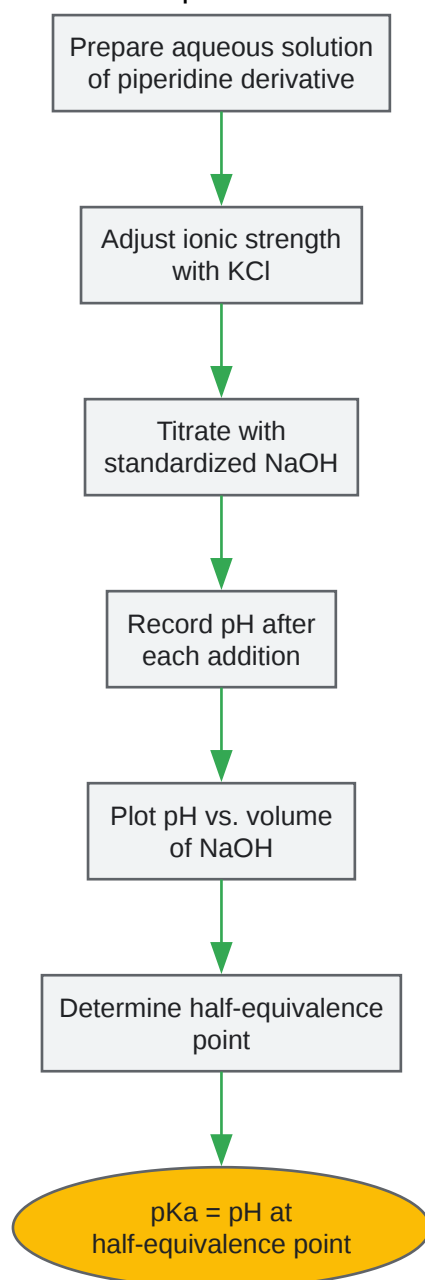 Prepare aqueous solution
of piperidine derivative
Adjust ionic strength
with KCl
Titrate with
standardized NaOH
Record pH after
each addition
Plot pH vs. volume
of NaOH
Determine half-equivalence
point
pKa = pH at
half-equivalence point